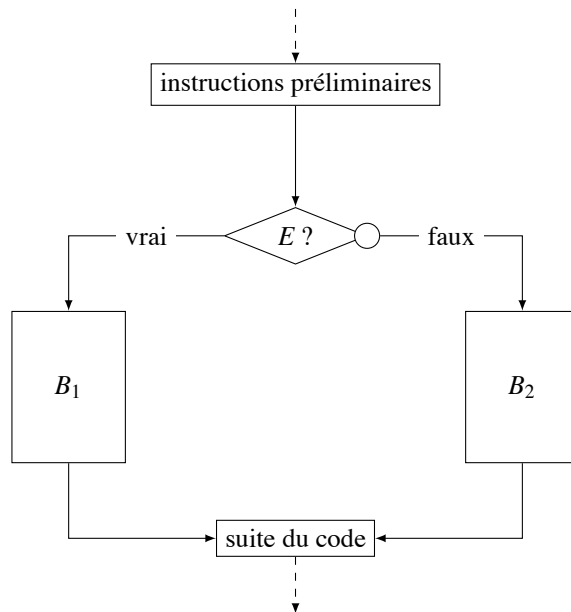 instructions préliminaires
E ?
vrai
faux
B₁
B₂
suite du code